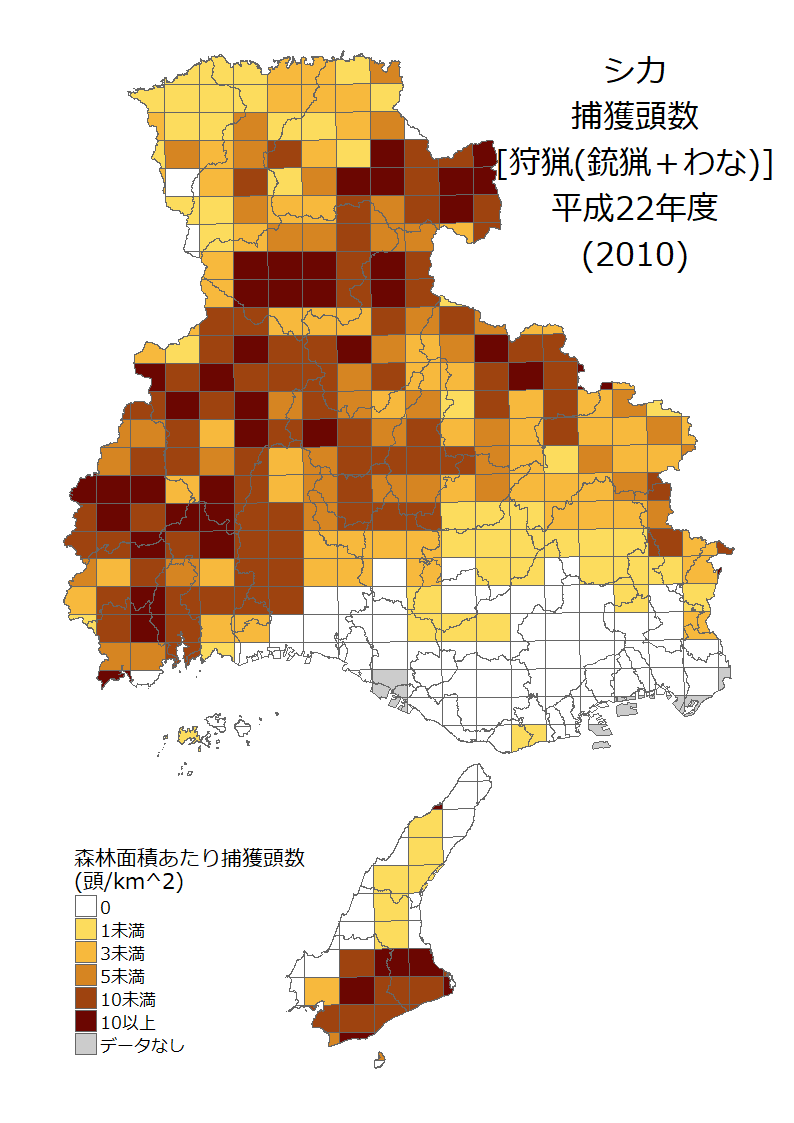 シカ
捕獲頭数
[狩猟(銃猟＋わな)]
平成22年度
(2010)
森林面積あたり捕獲頭数
(頭/km^2)
0
1未満
3未満
5未満
10未満
10以上
データなし